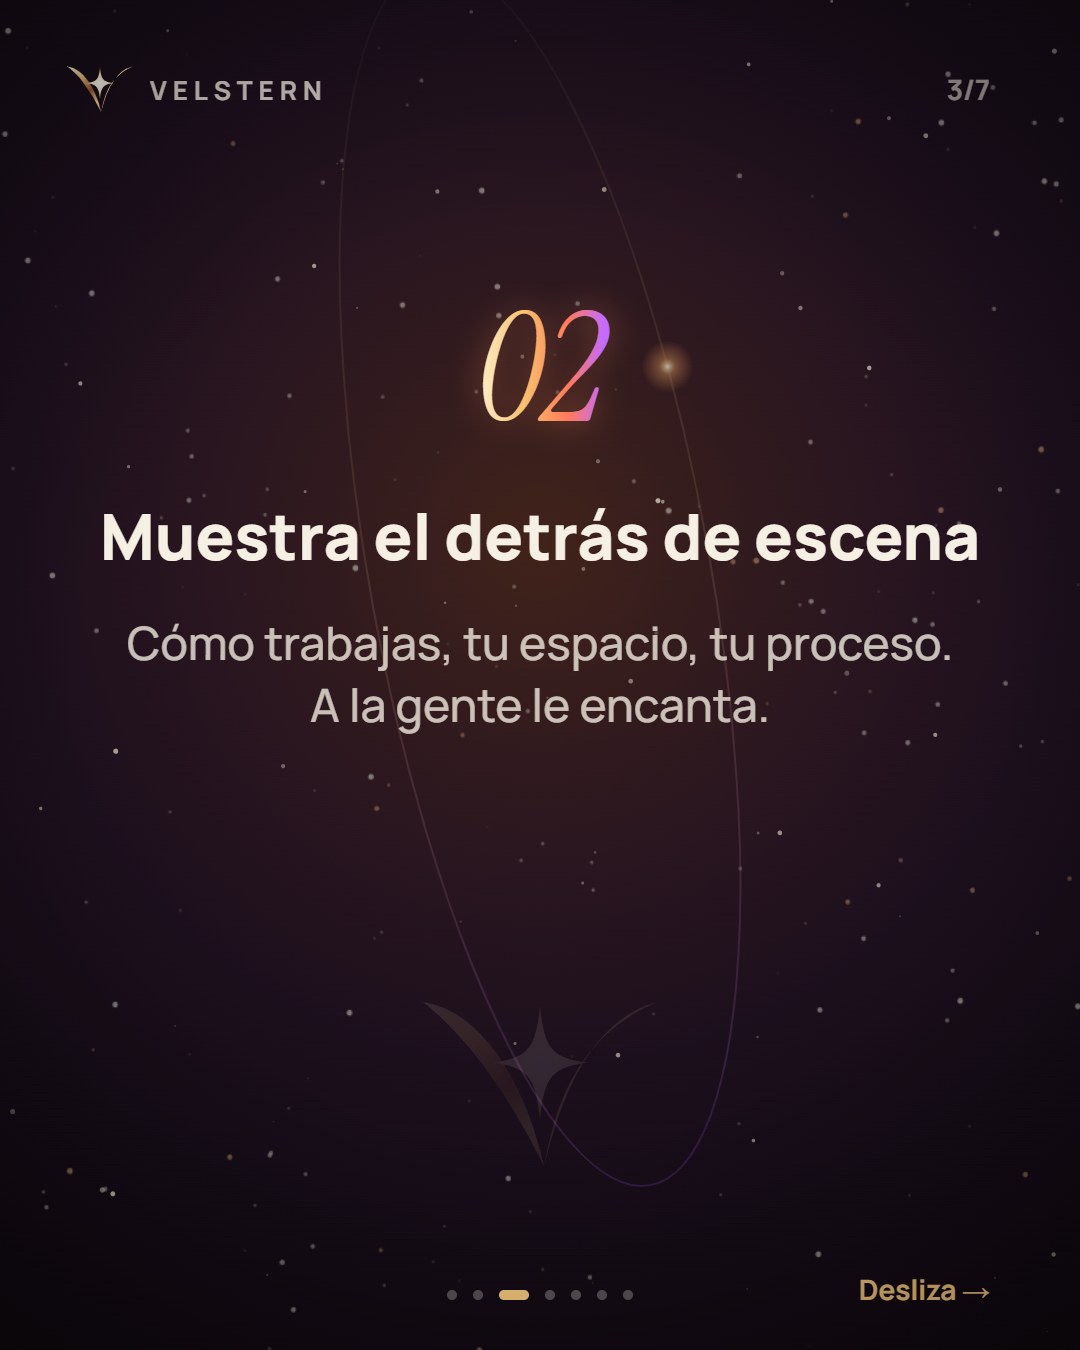 VELSTERN
3/7
02
Muestra el detrás de escena
Cómo trabajas, tu espacio, tu proceso.
A la gente le encanta.
Desliza →